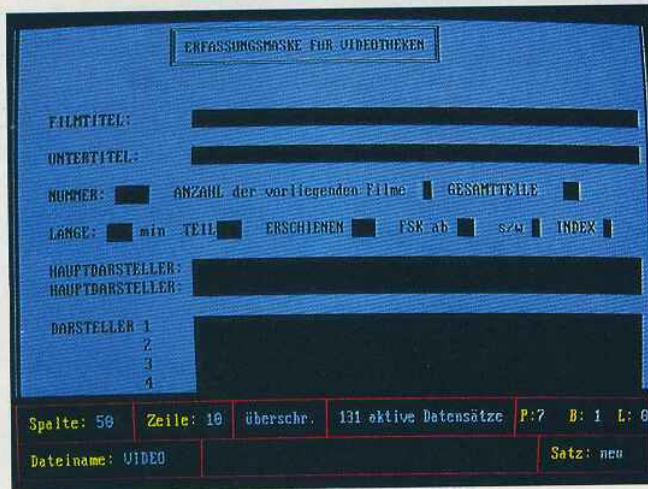 ERFASSUNGSMASKE FÜR VIDEOTHEKEN
FILMTITEL:
UNTERTITEL:
NUMMER: ANZAHL der vorliegenden Filme GESAMTTEILE
LÄNGE: min TEIL ERSCHIENEN FSK ab s/w INDEX
HAUPTDARSTELLER:
HAUPTDARSTELLER:
DARSTELLER 1
2
3
4
Spalte: 50 Zeile: 10 überschr. 131 aktive Datensätze P:7 B: 1 L: 0
Dateiname: VIDEO Satz: neu